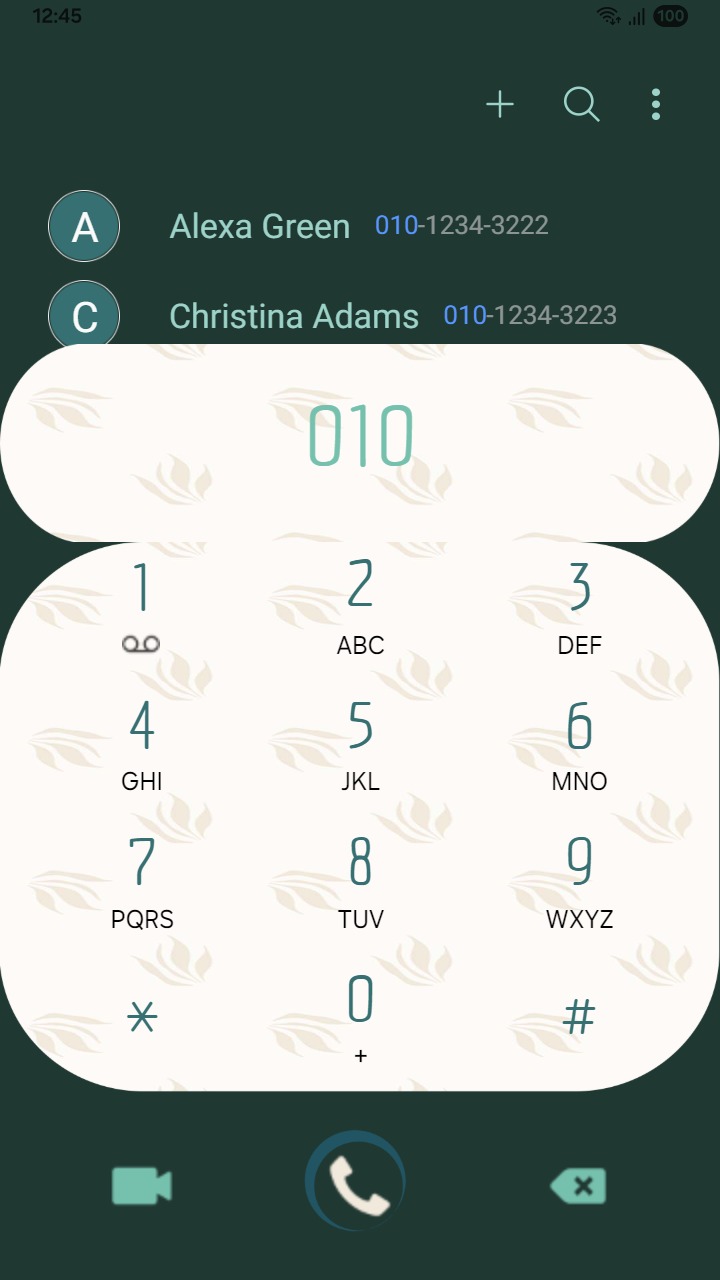 12:45 100
A Alexa Green 010-1234-3222
C Christina Adams 010-1234-3223
010
1 2 3
ABC DEF
4 5 6
GHI JKL MNO
7 8 9
PQRS TUV WXYZ
* 0 #
+